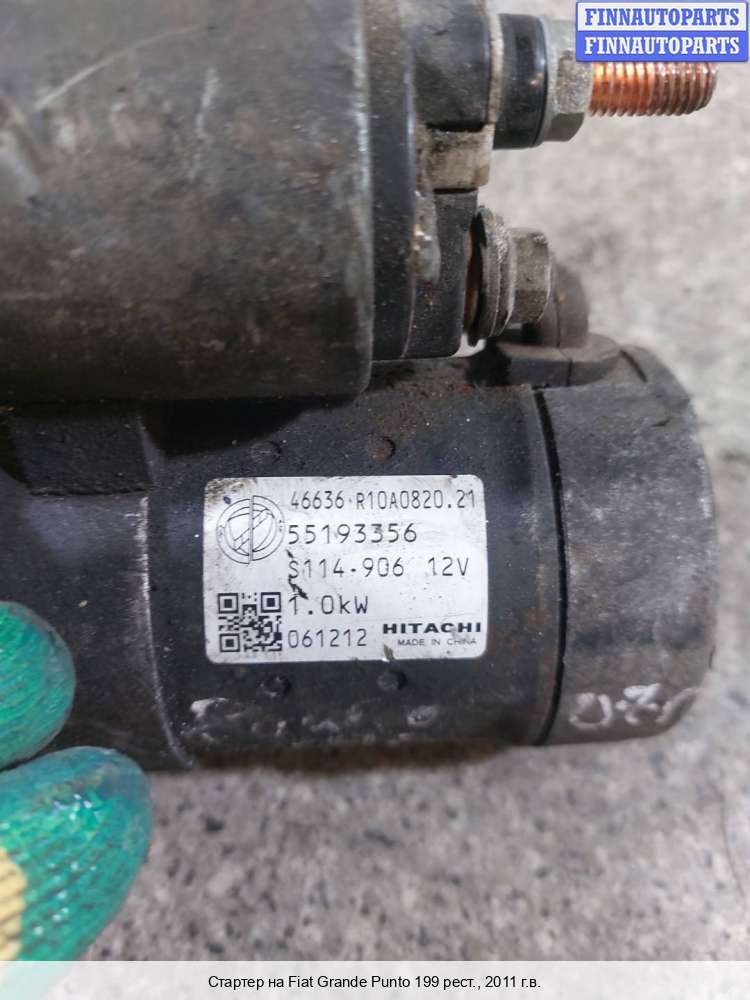 FINNAUTOPARTS
FINNAUTOPARTS
46636 R10A0820.21
55193356
S114-906 12V
1.0kW
061212 HITACHI
MADE IN CHINA
Стартер на Fiat Grande Punto 199 рест., 2011 г.в.